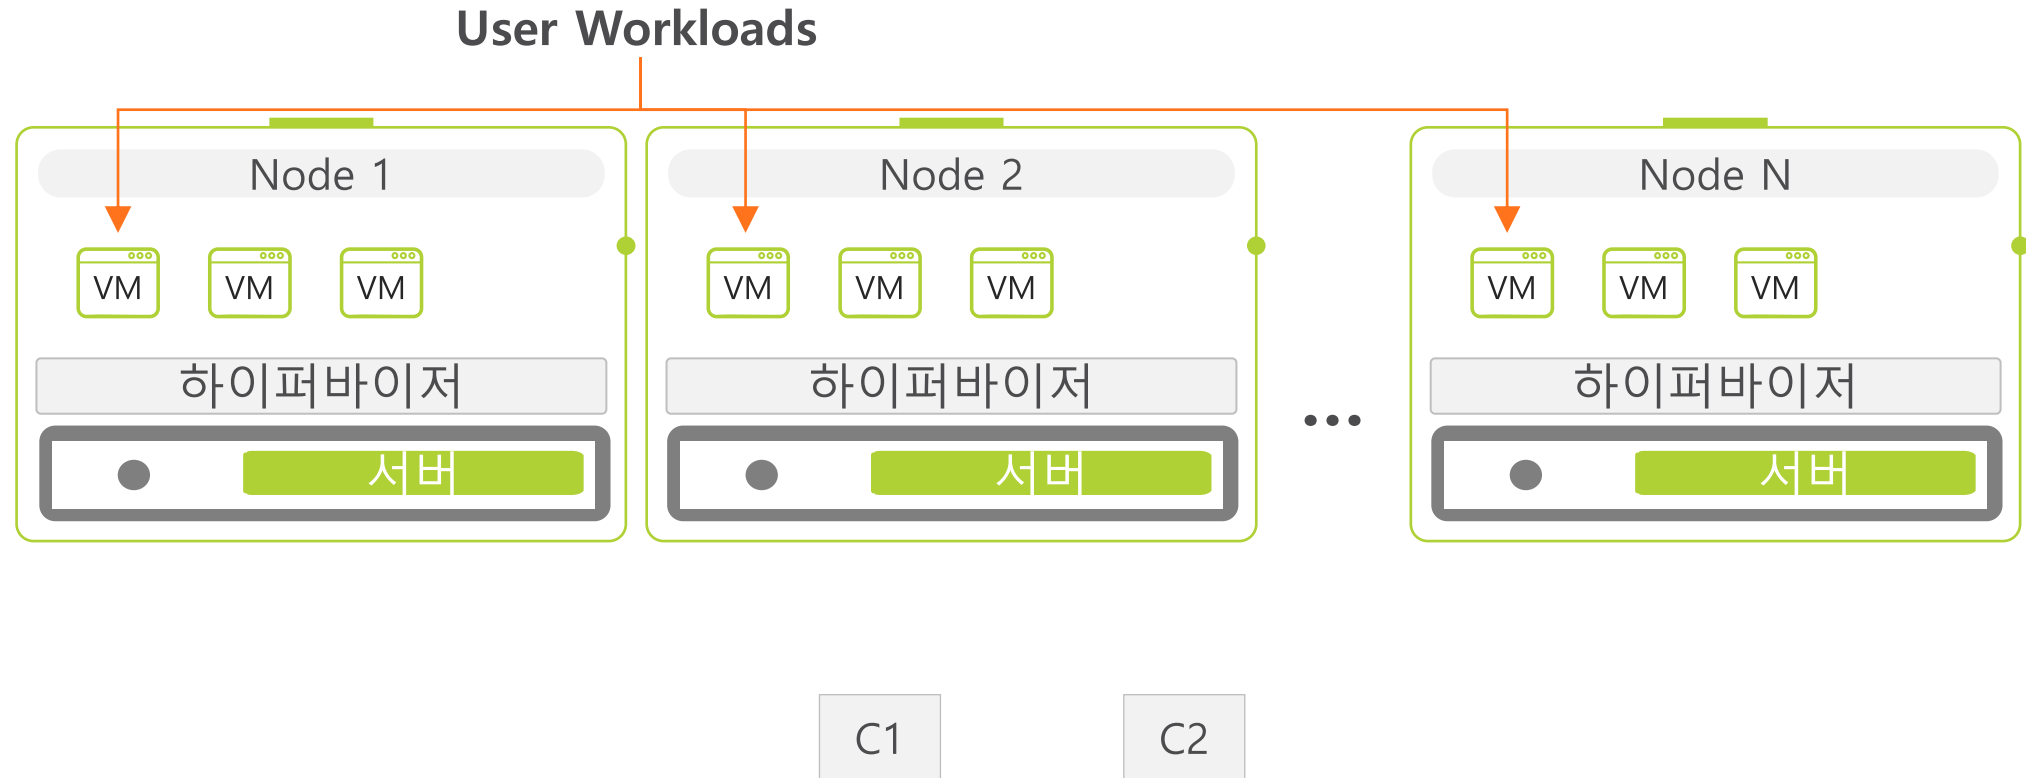 User Workloads
Node 1
Node 2
Node N
VM VM VM
VM VM VM
VM VM VM
하이퍼바이저
하이퍼바이저
...
하이퍼바이저
서버
서버
서버
C1
C2